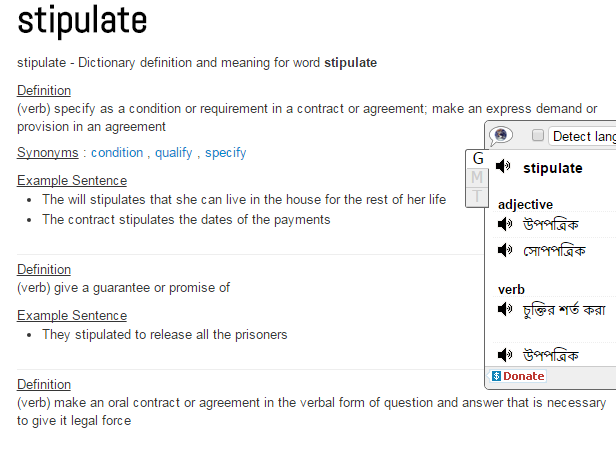 stipulate
stipulate - Dictionary definition and meaning for word stipulate
Definition
(verb) specify as a condition or requirement in a contract or agreement; make an express demand or
provision in an agreement
Synonyms : condition , qualify , specify
Example Sentence
The will stipulates that she can live in the house for the rest of her life
The contract stipulates the dates of the payments
Definition
(verb) give a guarantee or promise of
Example Sentence
They stipulated to release all the prisoners
Definition
(verb) make an oral contract or agreement in the verbal form of question and answer that is necessary
to give it legal force
Detect lang
G
M
T
stipulate
adjective
উপপত্রিক
সোপপত্রিক
verb
চুক্তির শর্ত করা
উপপত্রিক
$ Donate